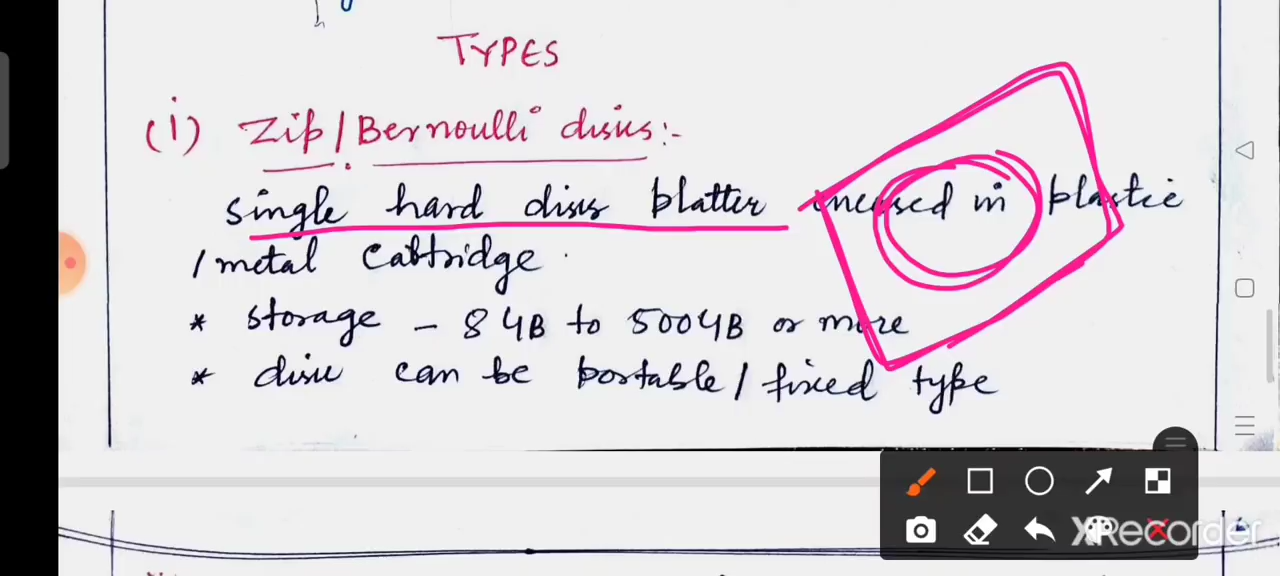 TYPES
(i) Zip/Bernoulli disks:-
single hard disk platter encased in plastic
/metal cartridge.
* storage - 8 GB to 500 GB or more
* disk can be portable/fixed type
XRecorder